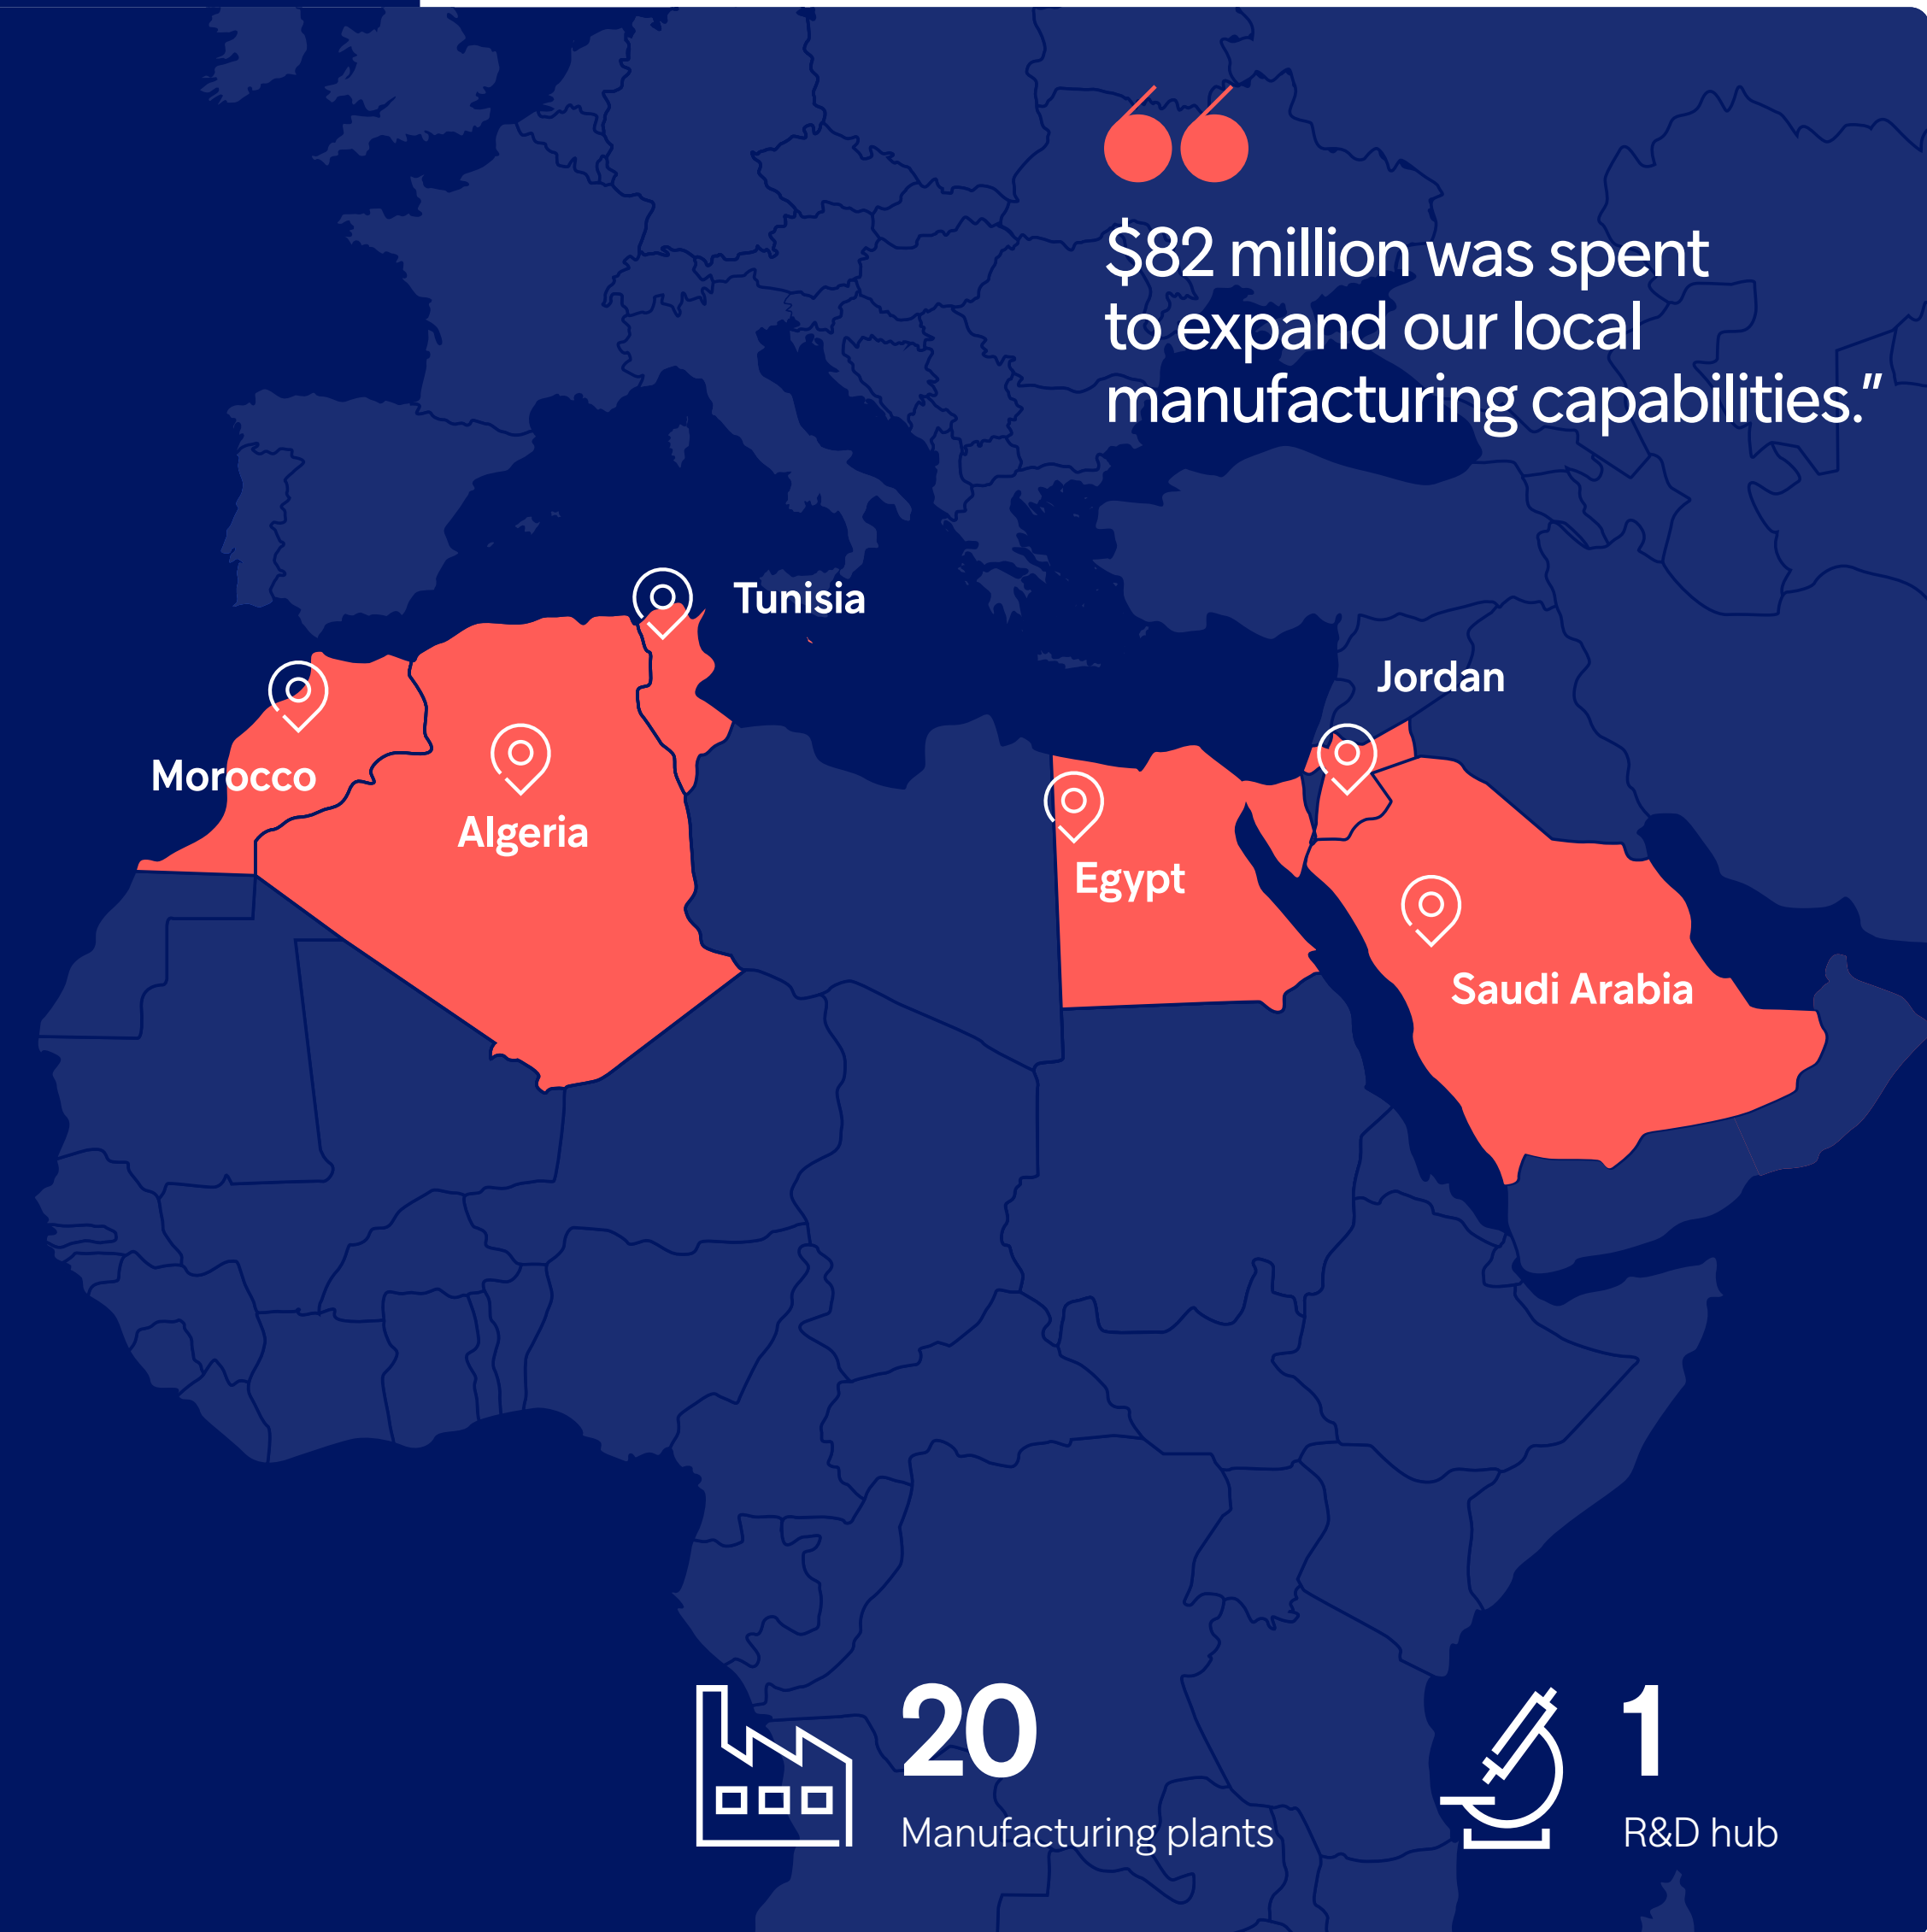 $82 million was spent
to expand our local
manufacturing capabilities.”
Tunisia
Jordan
Morocco
Algeria
Egypt
Saudi Arabia
20
Manufacturing plants
1
R&D hub